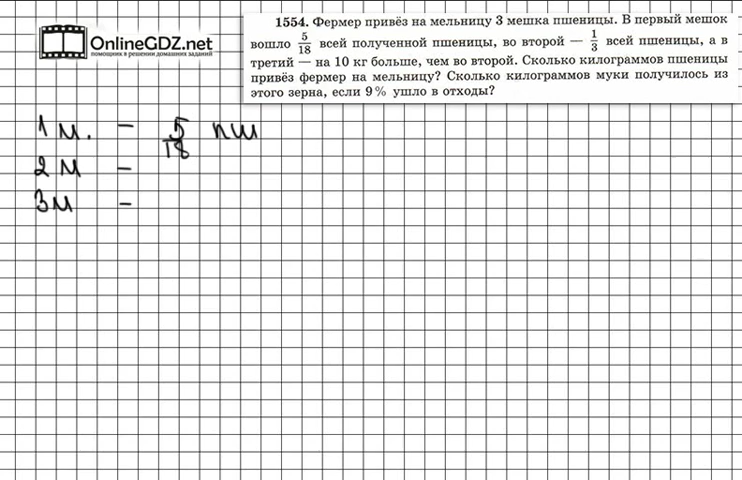 OnlineGDZ.net
помощник в решении домашних заданий
1554. Фермер привёз на мельницу 3 мешка пшеницы. В первый мешок
вошло 5/18 всей полученной пшеницы, во второй — 1/3 всей пшеницы, а в
третий — на 10 кг больше, чем во второй. Сколько килограммов пшеницы
привёз фермер на мельницу? Сколько килограммов муки получилось из
этого зерна, если 9% ушло в отходы?
1 м. – 5/18 пш
2 м –
3м –